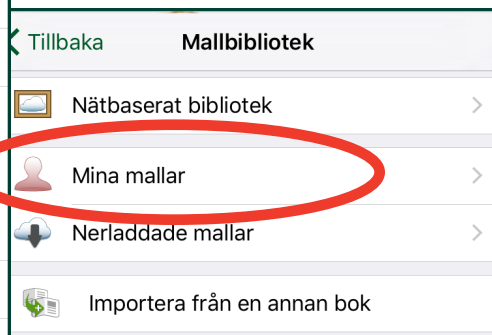 Tillbaka Mallbibliotek
Nätbaserat bibliotek
Mina mallar
Nerladdade mallar
Importera från en annan bok